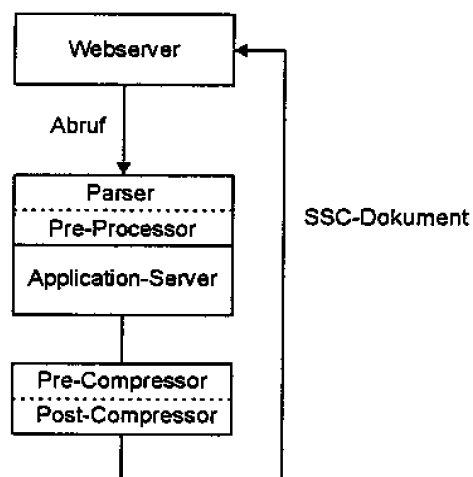 Webserver
Abruf
Parser
Pre-Processor
SSC-Dokument
Application-Server
Pre-Compressor
Post-Compressor